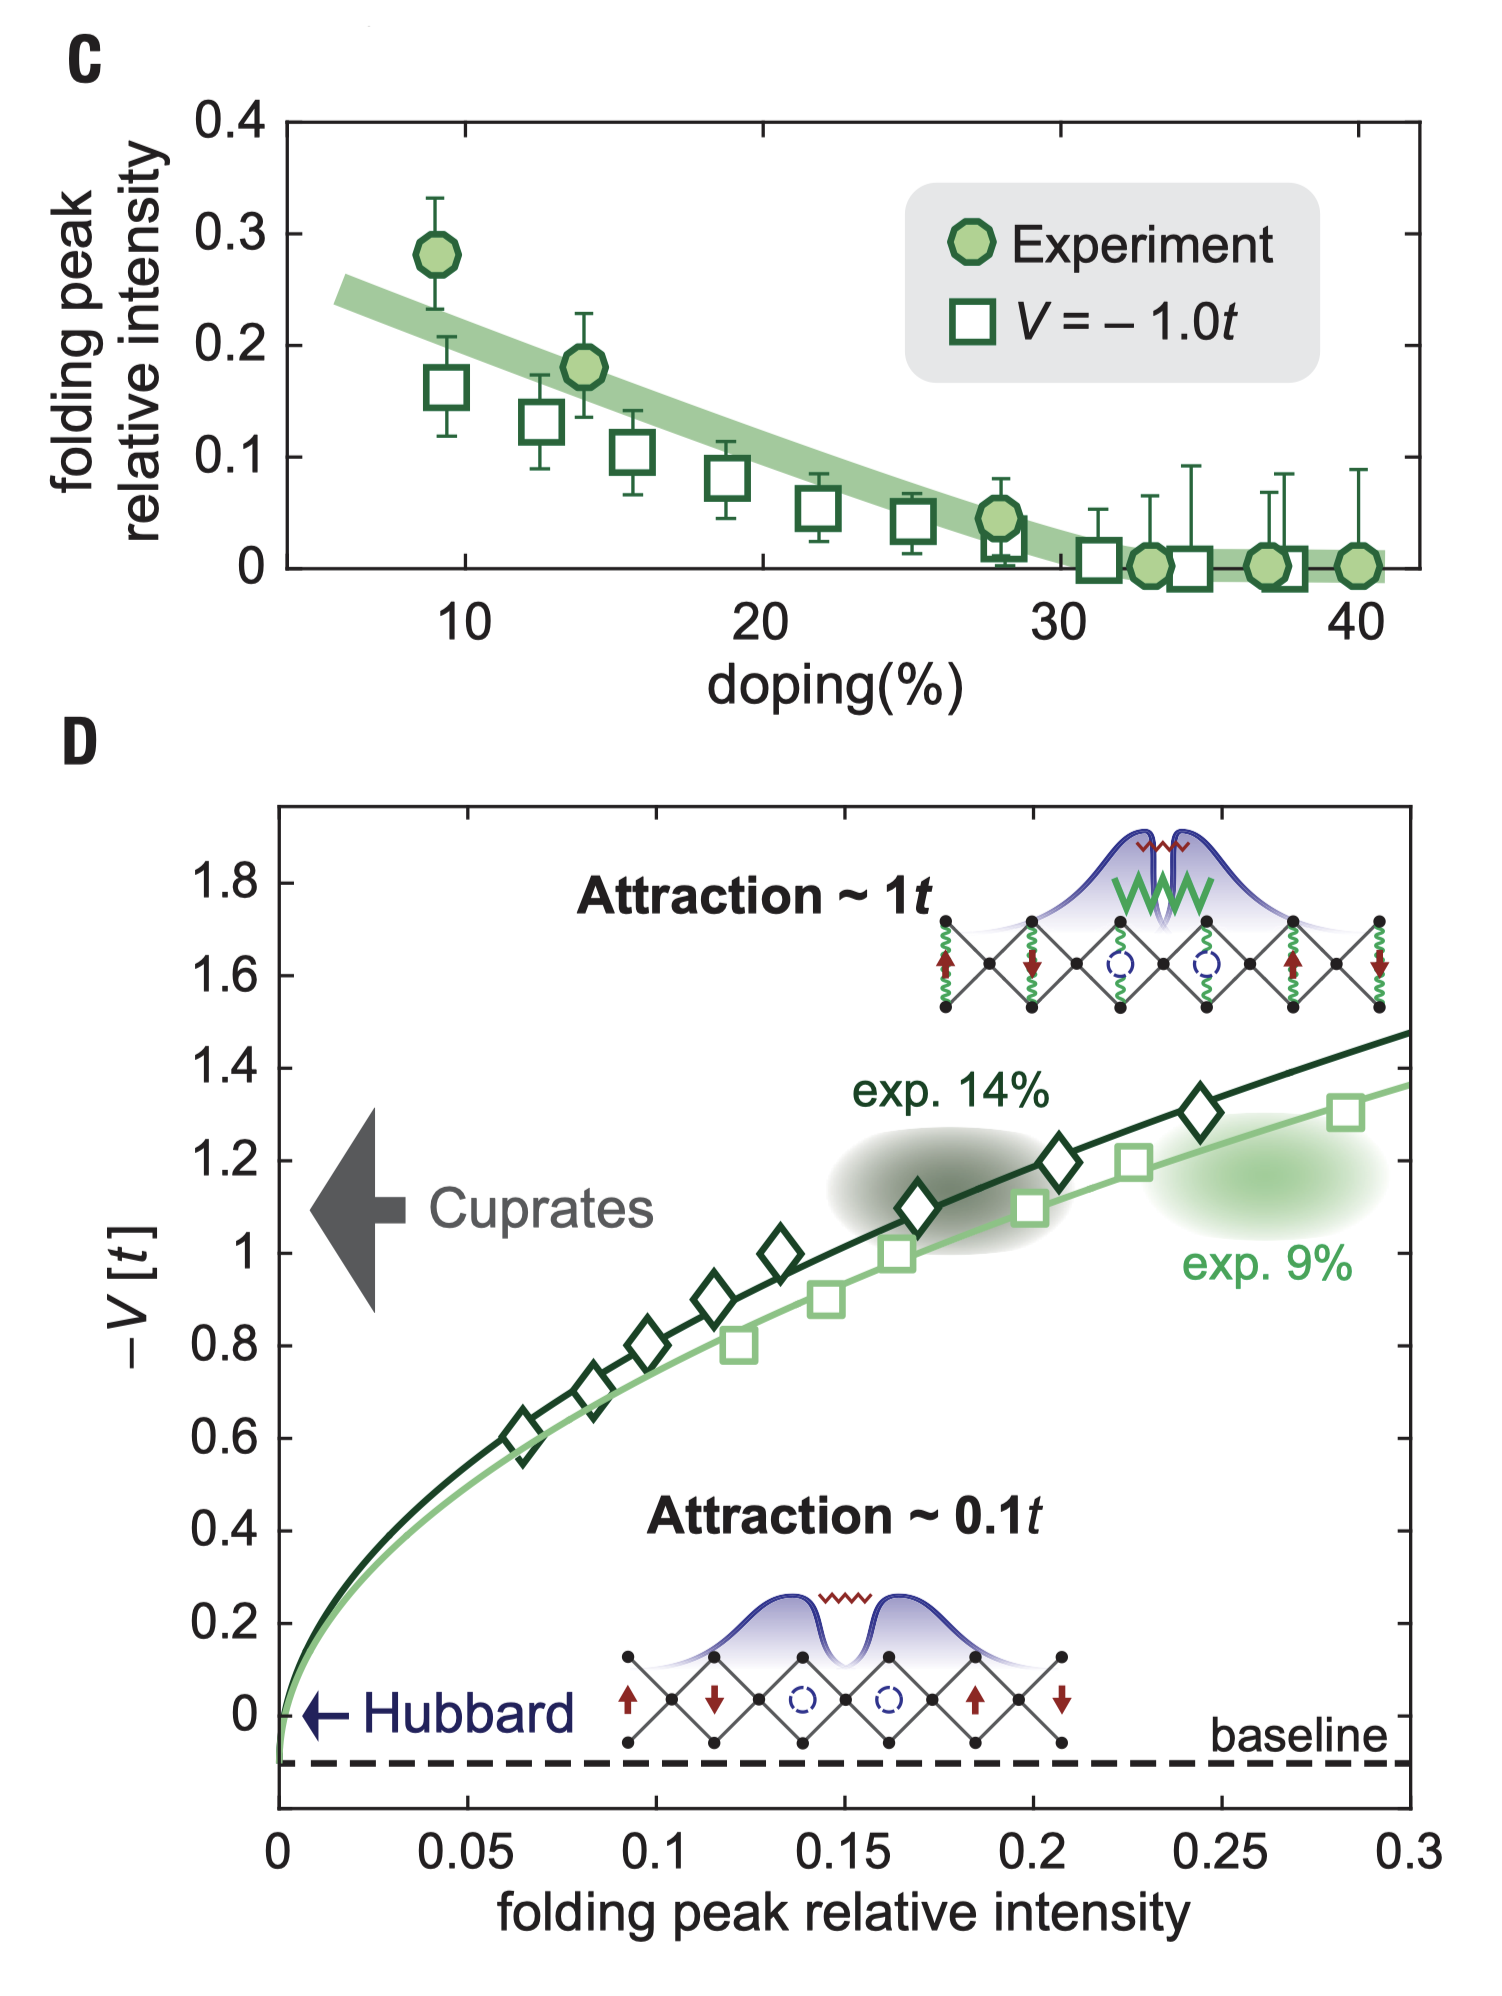 C
folding peak
relative intensity
0.4
0.3
0.2
0.1
0
Experiment
V = – 1.0t
10 20 30 40
doping(%)
D
– V [t]
1.8
1.6
1.4
1.2
1
0.8
0.6
0.4
0.2
0
Attraction ~ 1t
exp. 14%
Cuprates
exp. 9%
Attraction ~ 0.1t
Hubbard
baseline
0 0.05 0.1 0.15 0.2 0.25 0.3
folding peak relative intensity